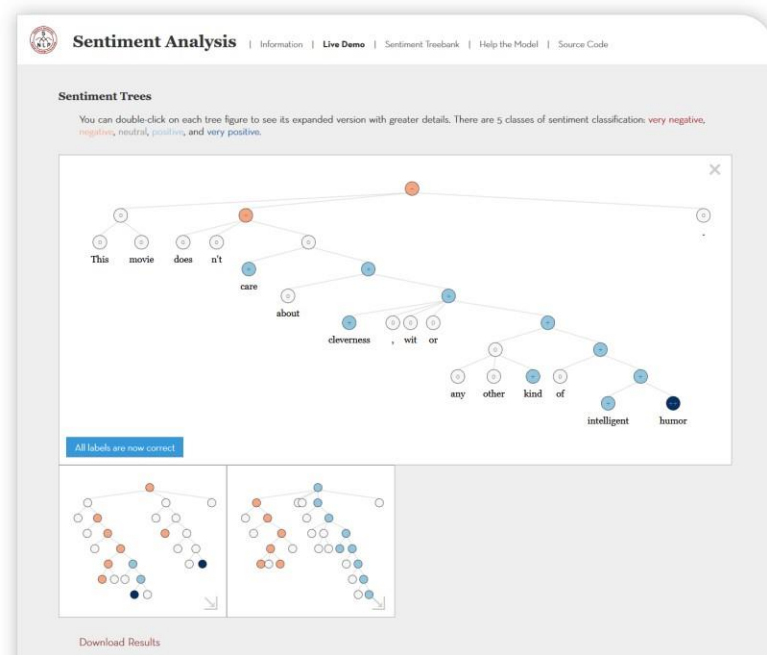 NLP
Sentiment Analysis | Information | Live Demo | Sentiment Treebank | Help the Model | Source Code
Sentiment Trees
You can double-click on each tree figure to see its expanded version with greater details. There are 5 classes of sentiment classification: very negative,
negative, neutral, positive, and very positive.
This movie does n't
care
about
cleverness , wit or
any other kind of
intelligent humor
.
All labels are now correct
Download Results